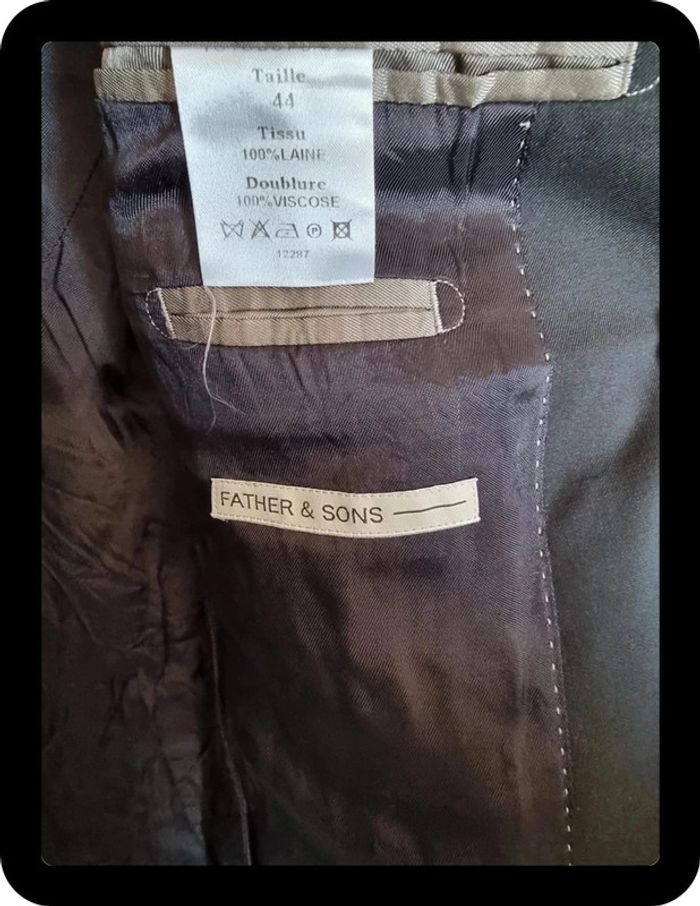 Taille
44
Tissu
100%LAINE
Doublure
100%VISCOSE
P
12287
FATHER & SONS